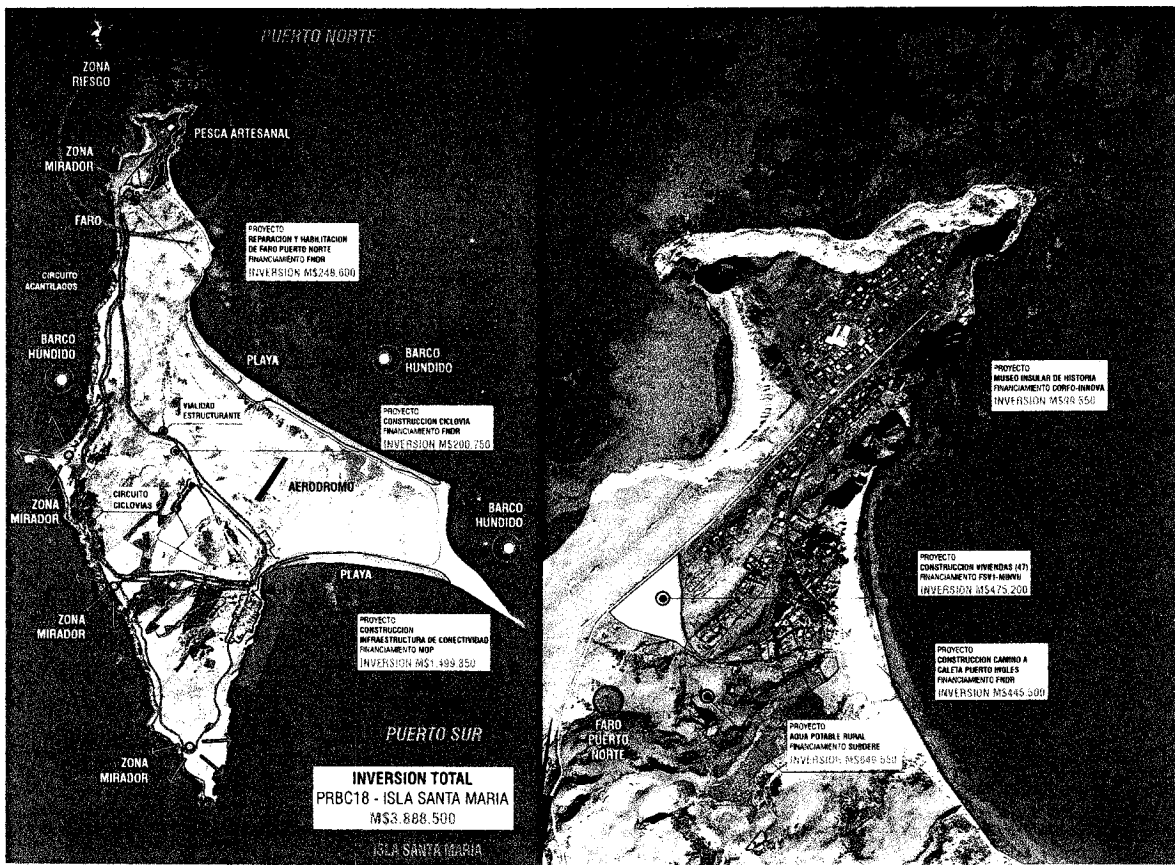 PUERTO NORTE
ZONA
RIESGO
PESCA ARTESANAL
ZONA
MIRADOR
FARO
PROYECTO
REPARACION Y HABILITACION
DE FARO PUERTO NORTE
FINANCIAMIENTO FNDR
INVERSION M$248.600
CIRCUITO
ACANTILADOS
BARCO
HUNDIDO
PLAYA
BARCO
HUNDIDO
VIALIDAD
ESTRUCTURANTE
PROYECTO
CONSTRUCCION CICLOVIA
FINANCIAMIENTO FNDR
INVERSION M$200.750
AERODROMO
CIRCUITO
CICLOVIAS
ZONA
MIRADOR
BARCO
HUNDIDO
PLAYA
ZONA
MIRADOR
PROYECTO
CONSTRUCCION
INFRAESTRUCTURA DE CONECTIVIDAD
FINANCIAMIENTO MOP
INVERSION M$1.499.850
PUERTO SUR
ZONA
MIRADOR
INVERSION TOTAL
PRBC18 - ISLA SANTA MARIA
M$3.888.500
ISLA SANTA MARIA
PROYECTO
MUSEO INSULAR DE HISTORIA
FINANCIAMIENTO CORFO-INNOVA
INVERSION
PROYECTO
CONSTRUCCION VIVIENDAS (47)
FINANCIAMIENTO
INVERSION M$475.200
PROYECTO
CONSTRUCCION CAMINO A
CALETA PUERTO INGLES
FINANCIAMIENTO FNDR
INVERSION M$445.500
FARO
PUERTO
NORTE
PROYECTO
AGUA POTABLE RURAL
FINANCIAMIENTO SUBDERE
INVERSION